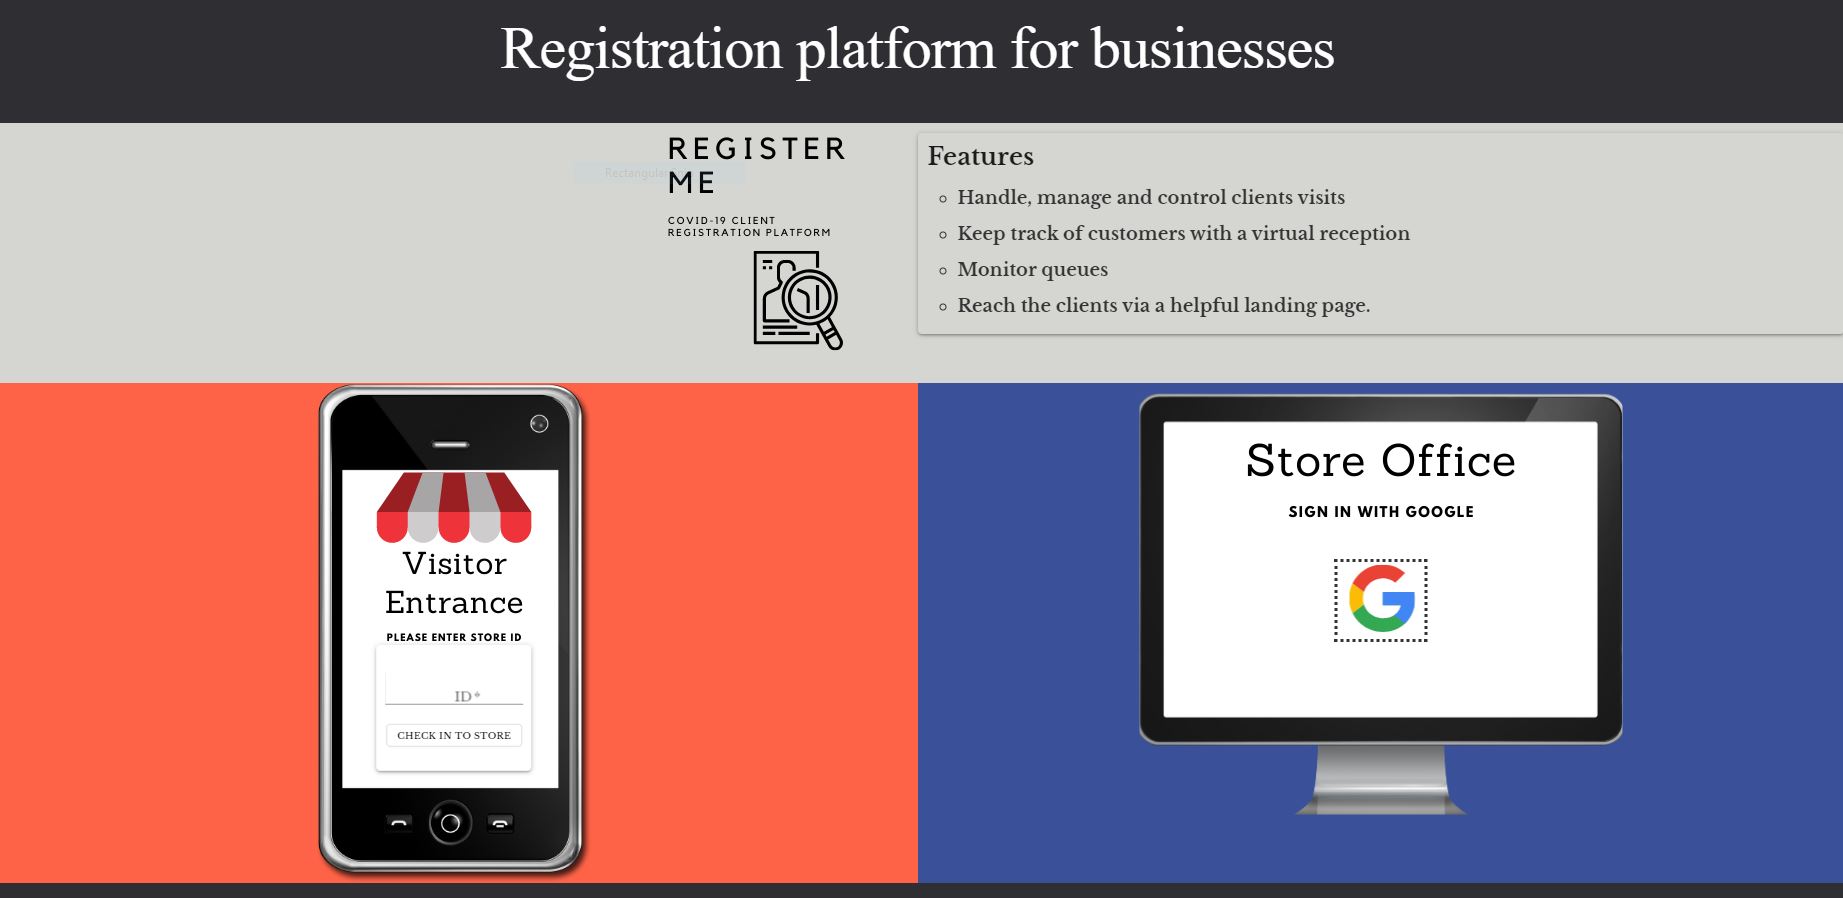 Registration platform for businesses
REGISTER
ME
COVID-19 CLIENT
REGISTRATION PLATFORM
Features
Handle, manage and control clients visits
Keep track of customers with a virtual reception
Monitor queues
Reach the clients via a helpful landing page.
Visitor
Entrance
PLEASE ENTER STORE ID
ID *
CHECK IN TO STORE
Store Office
SIGN IN WITH GOOGLE